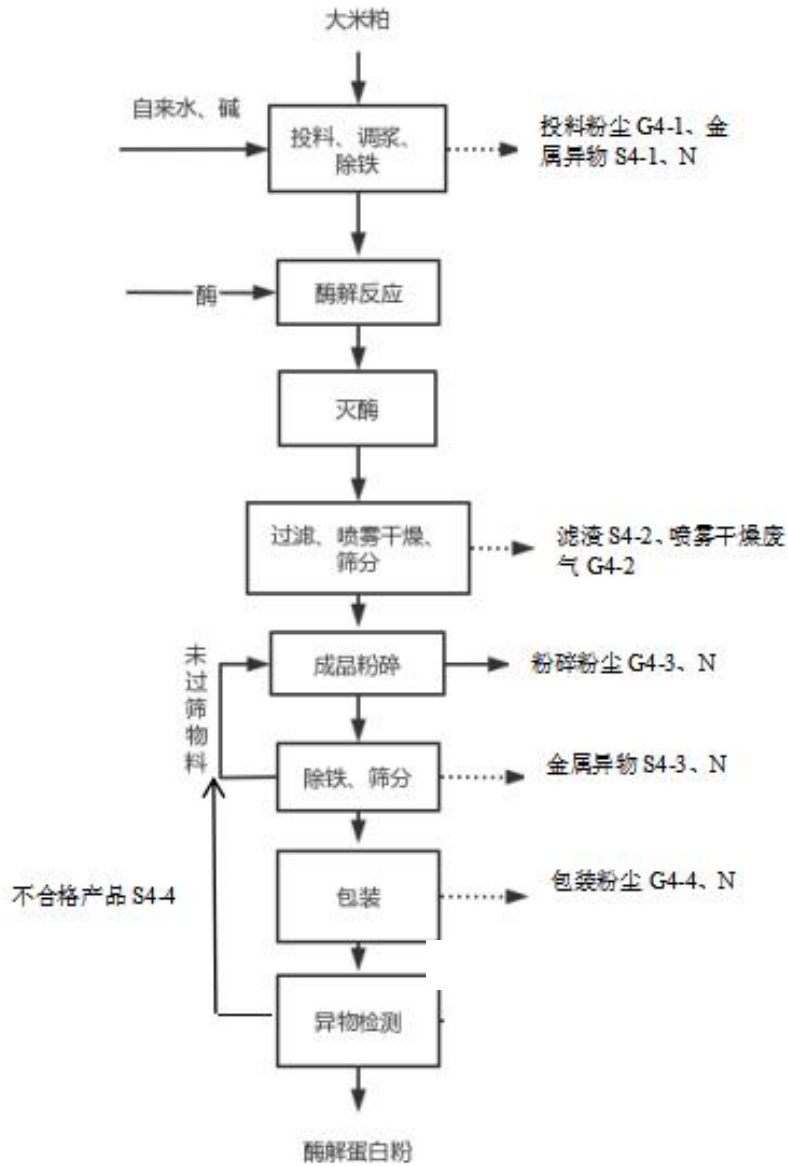 大米粕
自来水、碱
投料、调浆、
除铁
投料粉尘 G4-1、金
属异物 S4-1、N
酶
酶解反应
灭酶
过滤、喷雾干燥、
筛分
滤渣 S4-2、喷雾干燥废
气 G4-2
未过筛物料
成品粉碎
粉碎粉尘 G4-3、N
除铁、筛分
金属异物 S4-3、N
不合格产品 S4-4
包装
包装粉尘 G4-4、N
异物检测
酶解蛋白粉